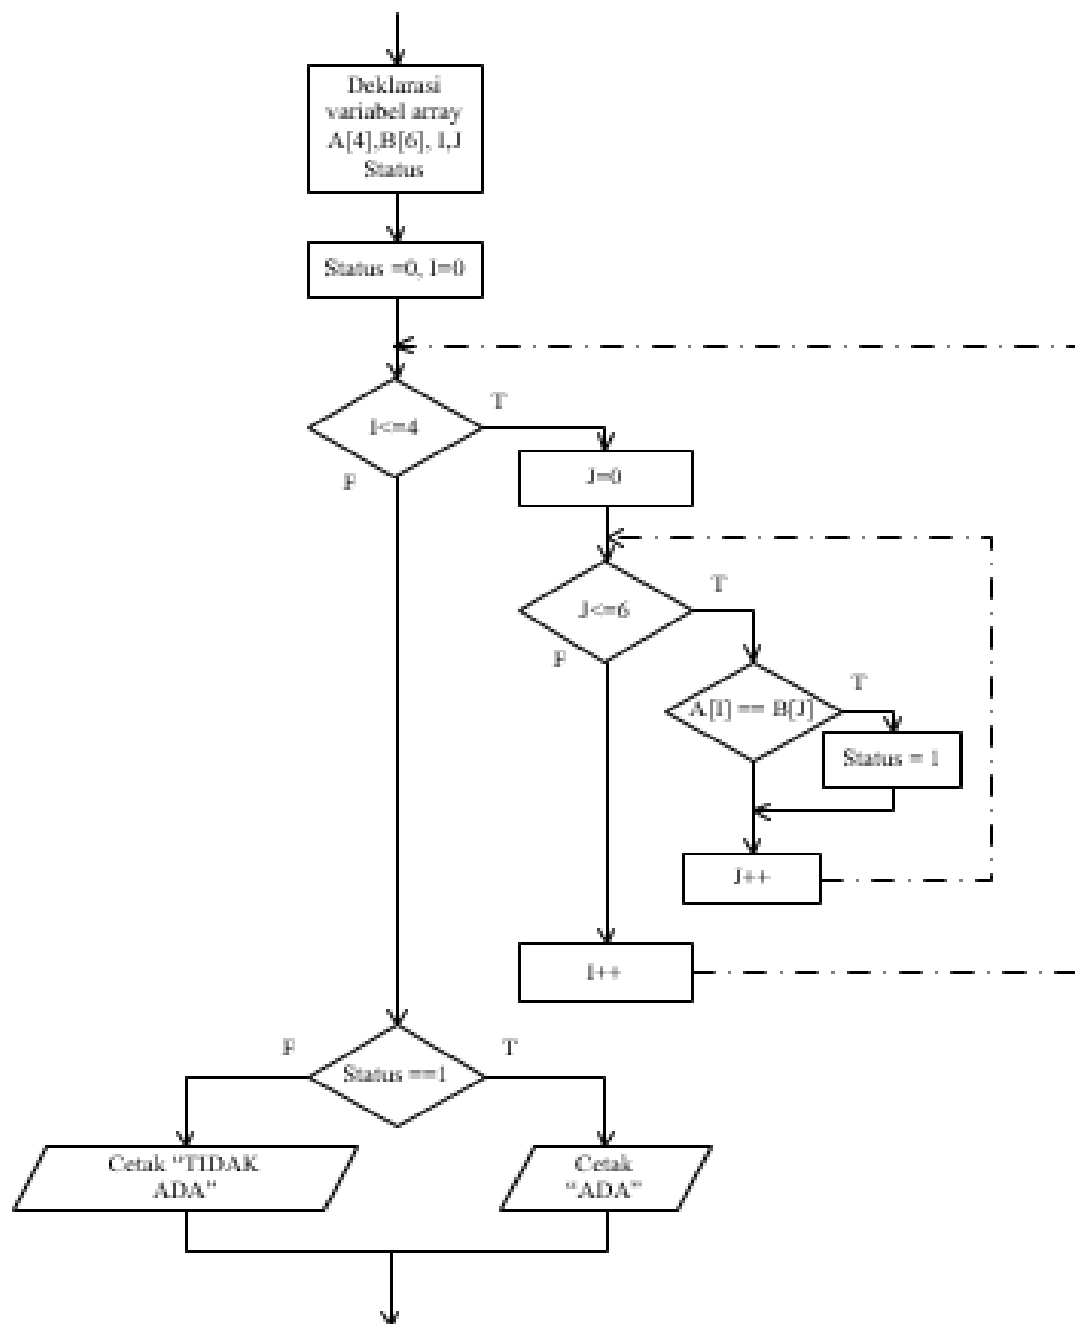 Deklarasi
variabel array
A[4],B[6], I,J
Status
Status =0, I=0
I<=4
T
F
J=0
J<=6
T
F
A[I] == B[J]
T
Status = 1
J++
I++
Status ==1
F
T
Cetak “TIDAK
ADA”
Cetak
“ADA”